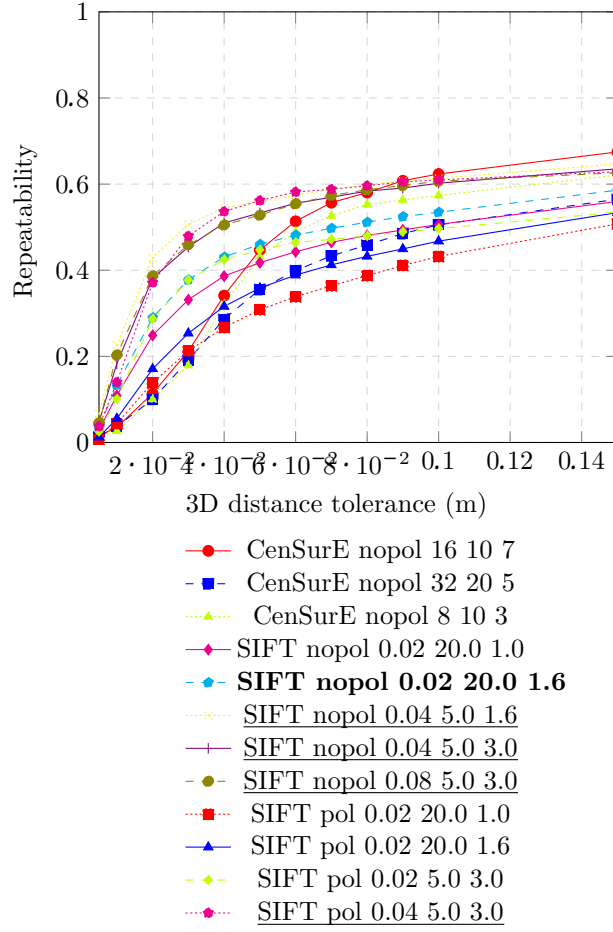 1
0.8
0.6
0.4
0.2
0
Repeatability
2·10⁻² 4·10⁻² 6·10⁻² 8·10⁻² 0.1 0.12 0.14
3D distance tolerance (m)
CenSurE nopol 16 10 7
CenSurE nopol 32 20 5
CenSurE nopol 8 10 3
SIFT nopol 0.02 20.0 1.0
SIFT nopol 0.02 20.0 1.6
SIFT nopol 0.04 5.0 1.6
SIFT nopol 0.04 5.0 3.0
SIFT nopol 0.08 5.0 3.0
SIFT pol 0.02 20.0 1.0
SIFT pol 0.02 20.0 1.6
SIFT pol 0.02 5.0 3.0
SIFT pol 0.04 5.0 3.0